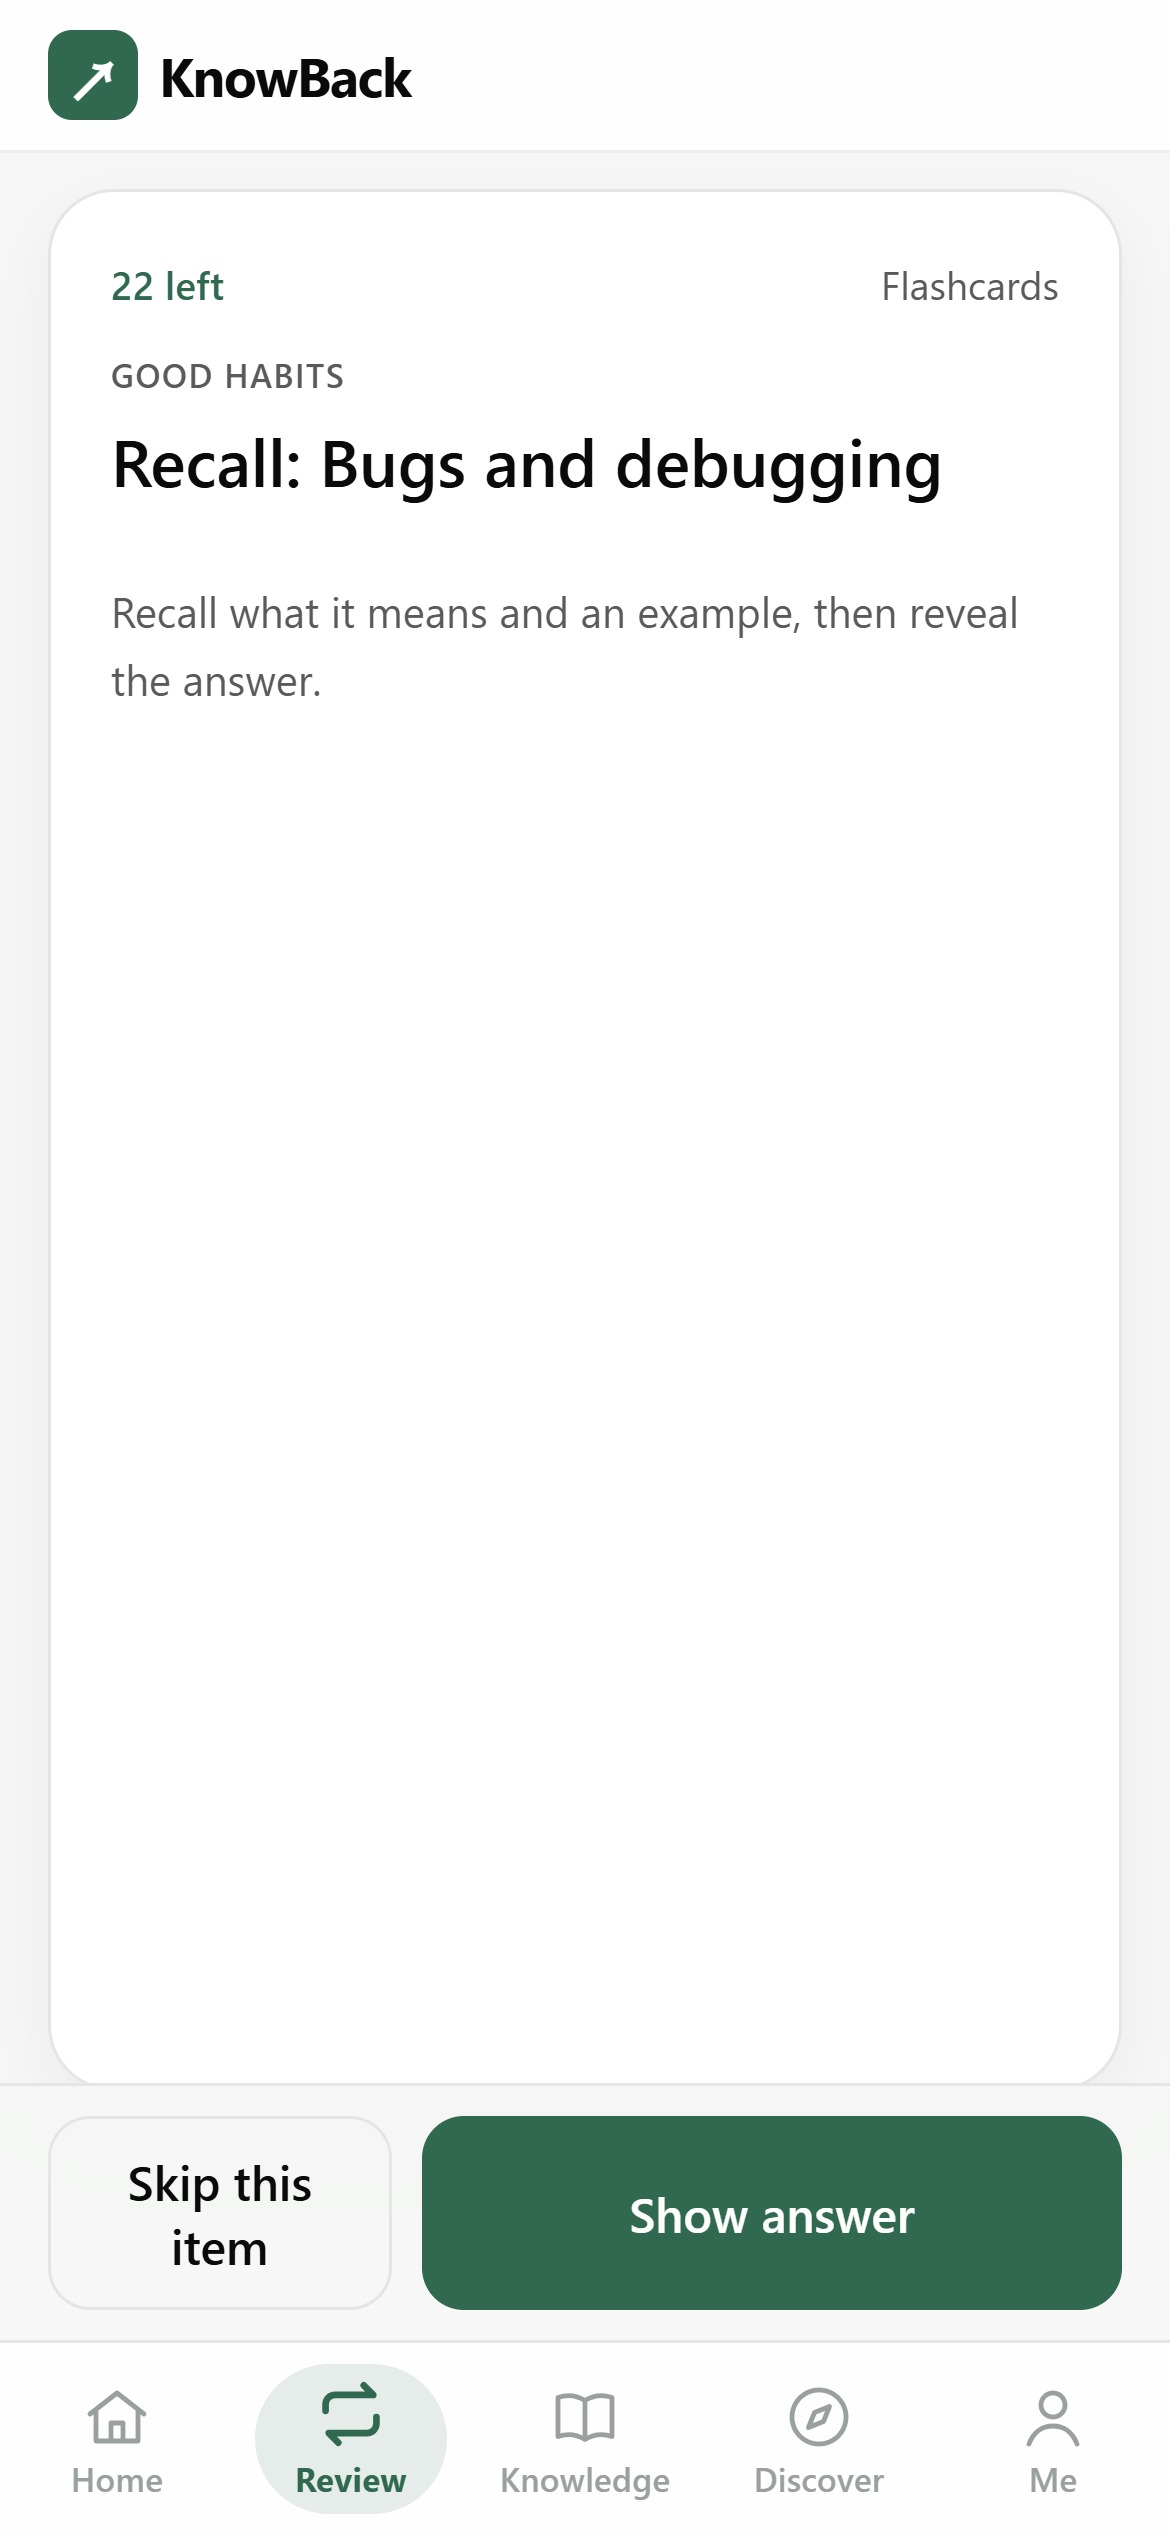 KnowBack
22 left
Flashcards
GOOD HABITS
Recall: Bugs and debugging
Recall what it means and an example, then reveal
the answer.
Skip this
item
Show answer
Home
Review
Knowledge
Discover
Me